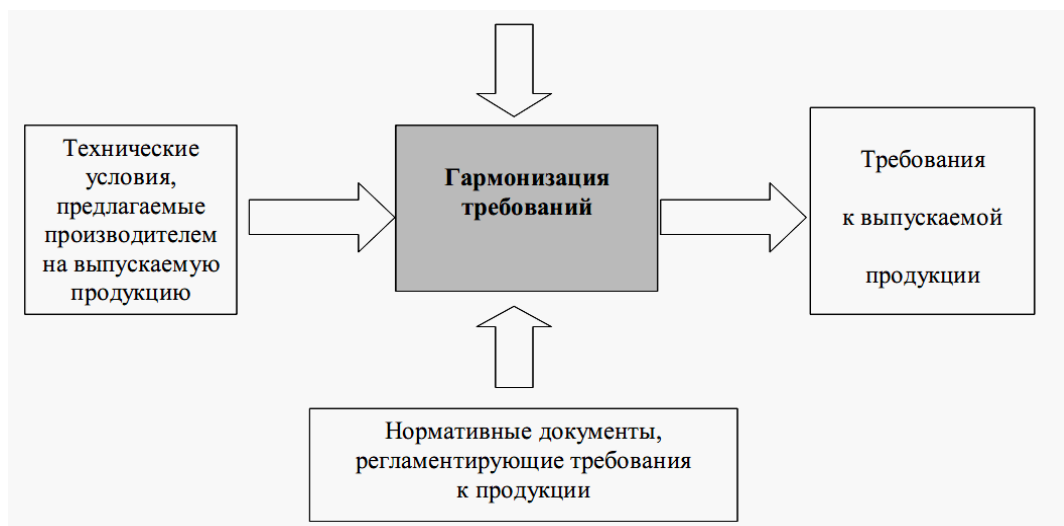 Технические
условия,
предлагаемые
производителем
на выпускаемую
продукцию
Гармонизация
требований
Требования
к выпускаемой
продукции
Нормативные документы,
регламентирующие требования
к продукции